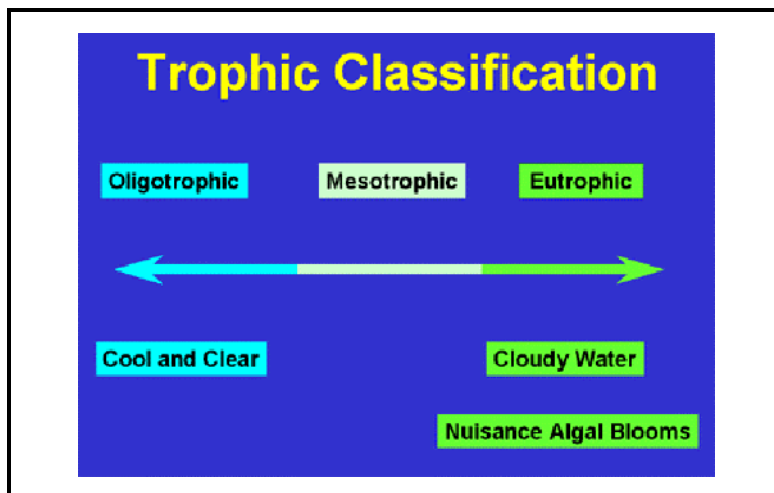 Trophic Classification
Oligotrophic
Mesotrophic
Eutrophic
Cool and Clear
Cloudy Water
Nuisance Algal Blooms